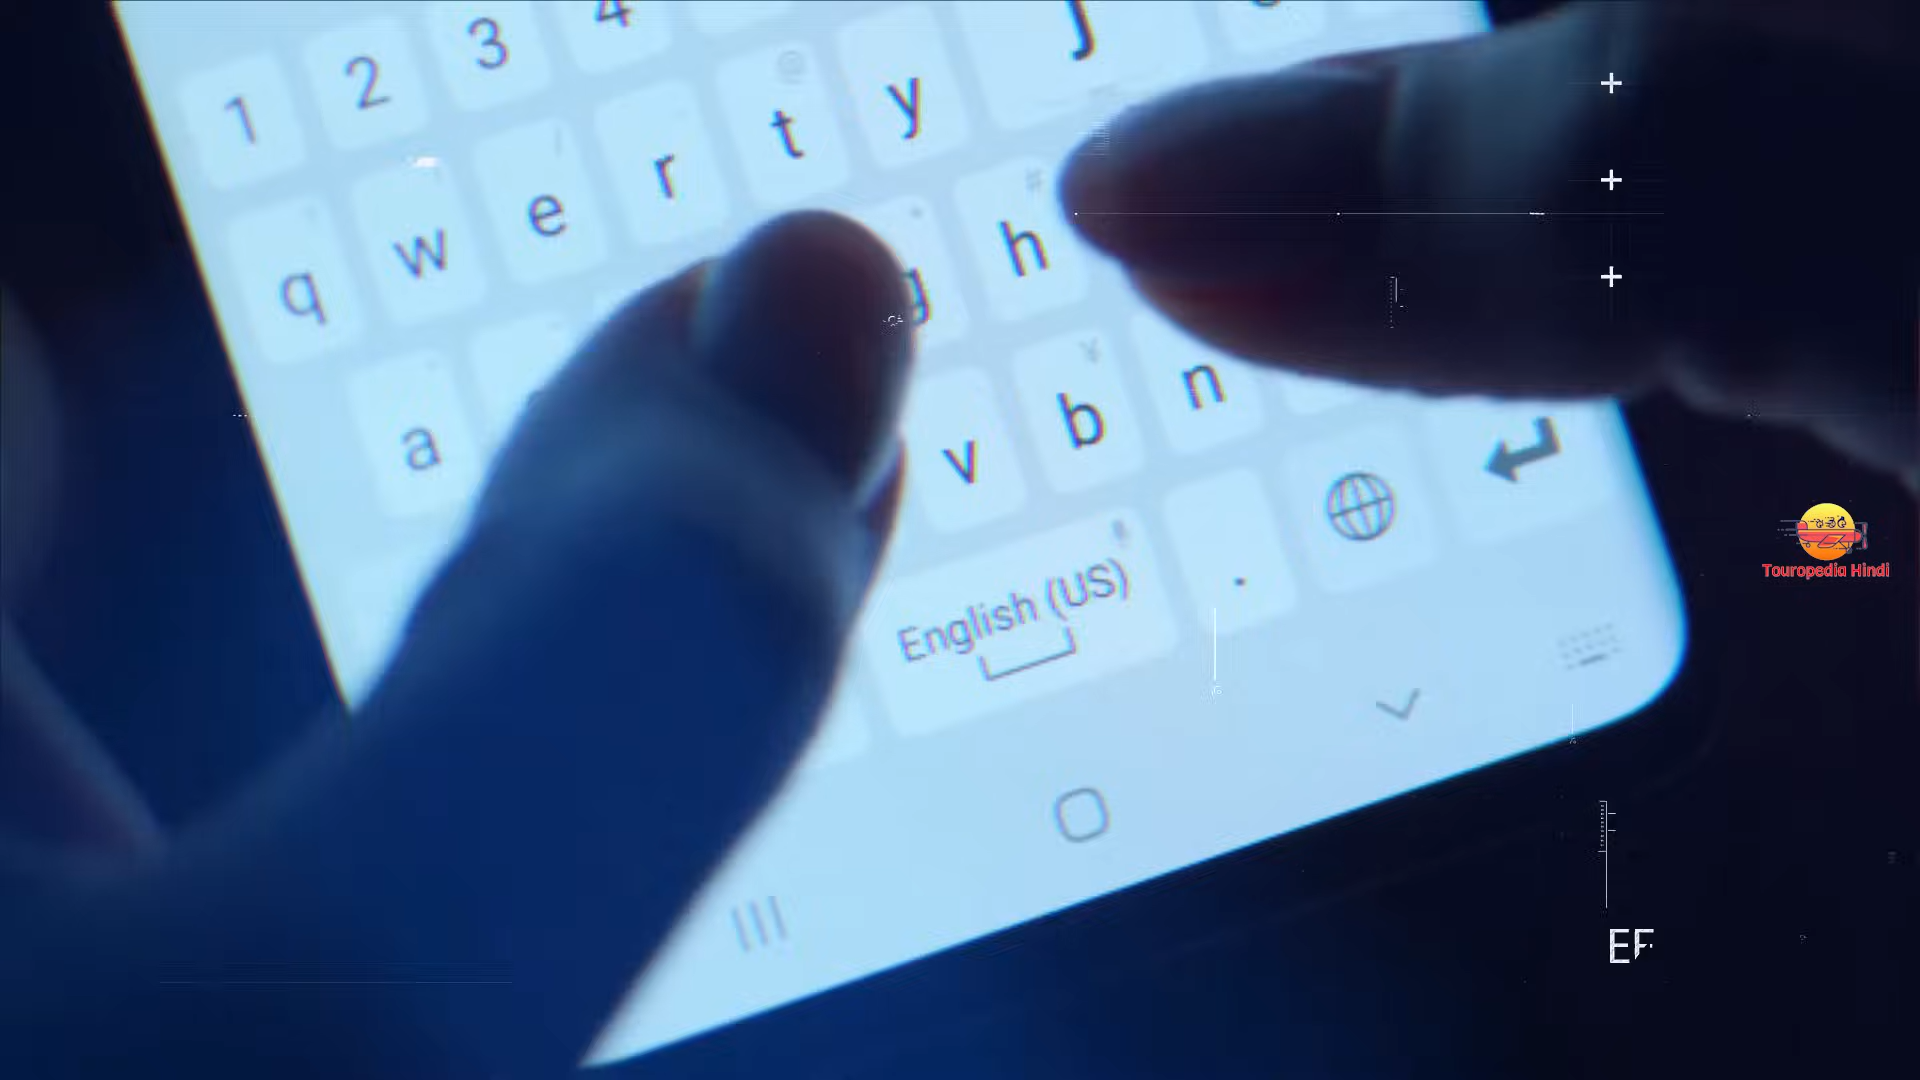 1 2 3 4
q w e r t y j
a g h
v b n
English (US) .
Touropedia Hindi
EF